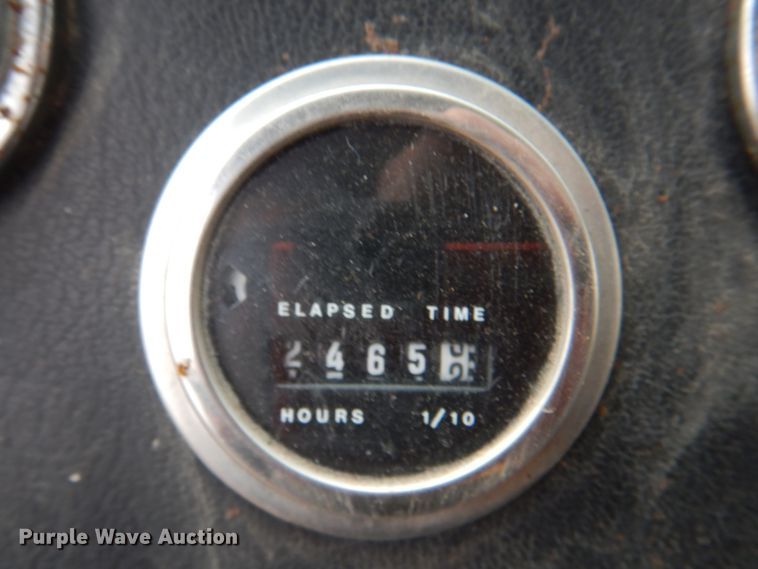 ELAPSED TIME
2465
HOURS 1/10
Purple Wave Auction